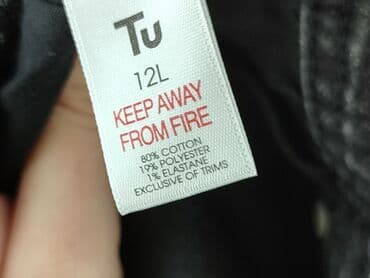 Tu
12L
KEEP AWAY
FROM FIRE
80% COTTON
19% POLYESTER
1% ELASTANE
EXCLUSIVE OF TRIMS